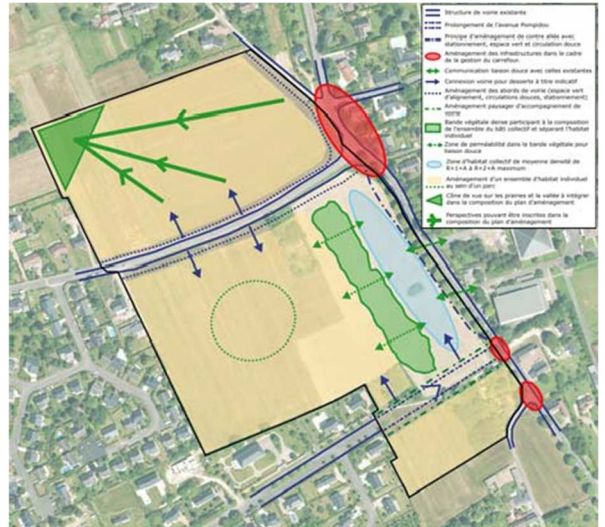 Structure de voirie existante
Prolongement de l'avenue Pompidou
Principe d'aménagement de contre allée avec
stationnement, espace vert et circulation douce
Aménagement des infrastructures dans le cadre
de la gestion du carrefour.
Communication liaison douce avec celles existantes
Connexion voirie pour desserte à titre indicatif
Aménagement des abords de voirie (espace vert
d'alignement, circulations douces, stationnement)
Aménagement paysager d'accompagnement de
voirie
Bande végétale dense participant à la composition
de l'ensemble du bâti collectif et séparant l'habitat
individuel
Zone de perméabilité dans la bande végétale pour
liaison douce
Zone d'habitat collectif de moyenne densité de
R+1+A à R+2+A maximum
Aménagement d'un ensemble d'habitat individuel
au sein d'un parc
Cône de vue sur les prairies et la vallée à intégrer
dans la composition du plan d'aménagement
Perspectives pouvant être inscrites dans la
composition du plan d'aménagement